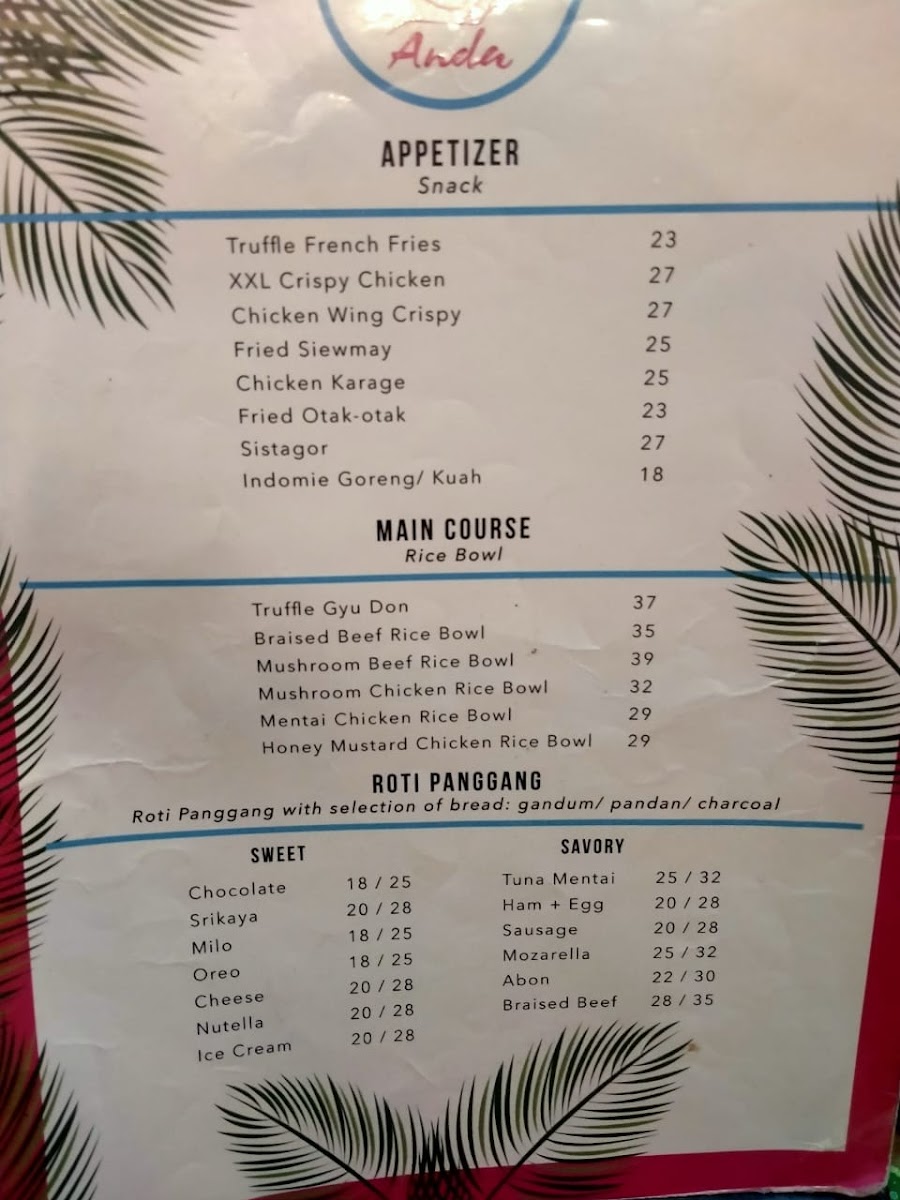 Anda
APPETIZER
Snack
Truffle French Fries 23
XXL Crispy Chicken 27
Chicken Wing Crispy 27
Fried Siewmay 25
Chicken Karage 25
Fried Otak-otak 23
Sistagor 27
Indomie Goreng/ Kuah 18
MAIN COURSE
Rice Bowl
Truffle Gyu Don 37
Braised Beef Rice Bowl 35
Mushroom Beef Rice Bowl 39
Mushroom Chicken Rice Bowl 32
Mentai Chicken Rice Bowl 29
Honey Mustard Chicken Rice Bowl 29
ROTI PANGGANG
Roti Panggang with selection of bread: gandum/ pandan/ charcoal
SWEET
Chocolate 18 / 25
Srikaya 20 / 28
Milo 18 / 25
Oreo 18 / 25
Cheese 20 / 28
Nutella 20 / 28
Ice Cream 20 / 28
SAVORY
Tuna Mentai 25 / 32
Ham + Egg 20 / 28
Sausage 20 / 28
Mozarella 25 / 32
Abon 22 / 30
Braised Beef 28 / 35